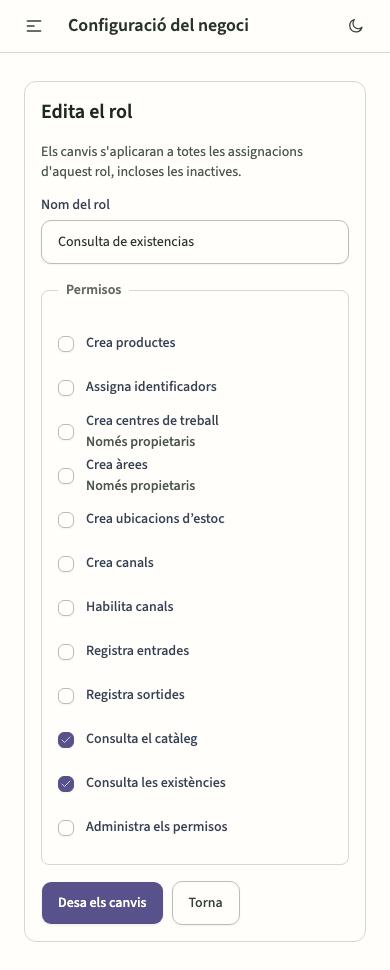 Configuració del negoci
Edita el rol
Els canvis s'aplicaran a totes les assignacions
d'aquest rol, incloses les inactives.
Nom del rol
Consulta de existencias
Permisos
Crea productes
Assigna identificadors
Crea centres de treball
Només propietaris
Crea àrees
Només propietaris
Crea ubicacions d’estoc
Crea canals
Habilita canals
Registra entrades
Registra sortides
Consulta el catàleg
Consulta les existències
Administra els permisos
Desa els canvis
Torna